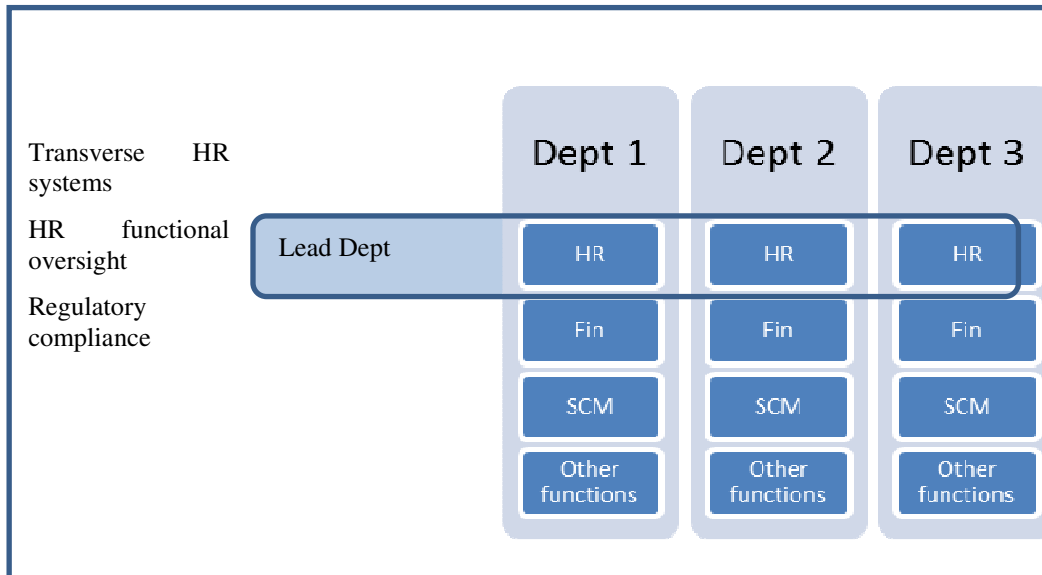 Transverse HR
systems
HR functional
oversight
Regulatory
compliance
Lead Dept
Dept 1
Dept 2
Dept 3
HR
HR
HR
Fin
Fin
Fin
SCM
SCM
SCM
Other
functions
Other
functions
Other
functions